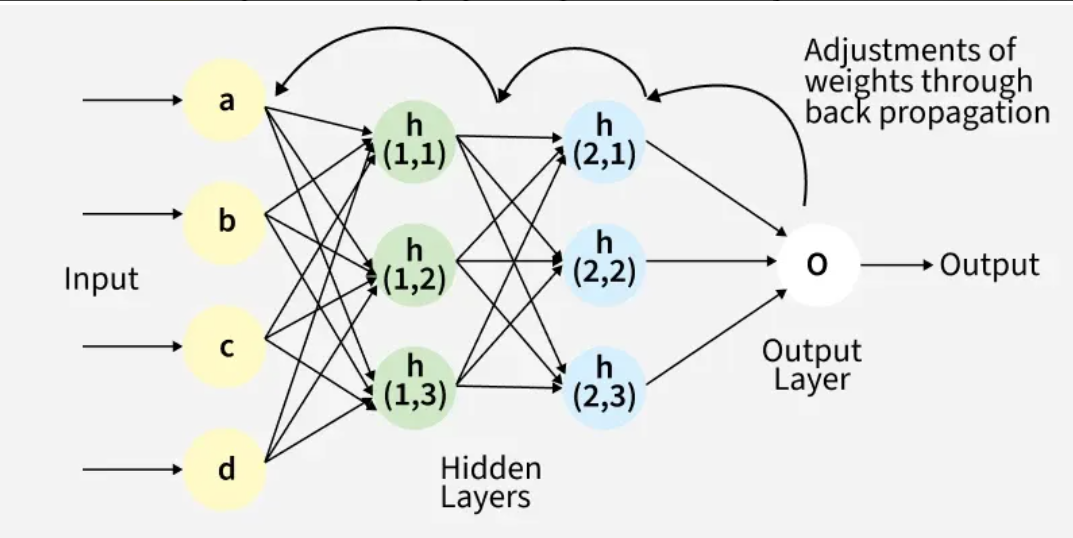 Adjustments of
weights through
back propagation
a
b
c
d
Input
h
(1,1)
h
(1,2)
h
(1,3)
h
(2,1)
h
(2,2)
h
(2,3)
Hidden
Layers
O
Output
Layer
Output